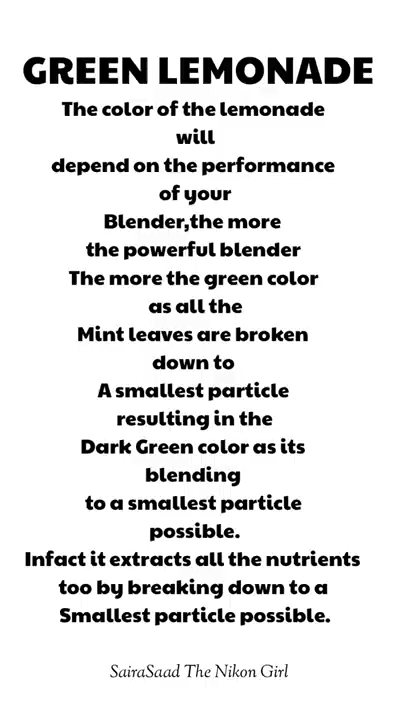 GREEN LEMONADE
The color of the lemonade
will
depend on the performance
of your
Blender,the more
the powerful blender
The more the green color
as all the
Mint leaves are broken
down to
A smallest particle
resulting in the
Dark Green color as its
blending
to a smallest particle
possible.
Infact it extracts all the nutrients
too by breaking down to a
Smallest particle possible.
SairaSaad The Nikon Girl